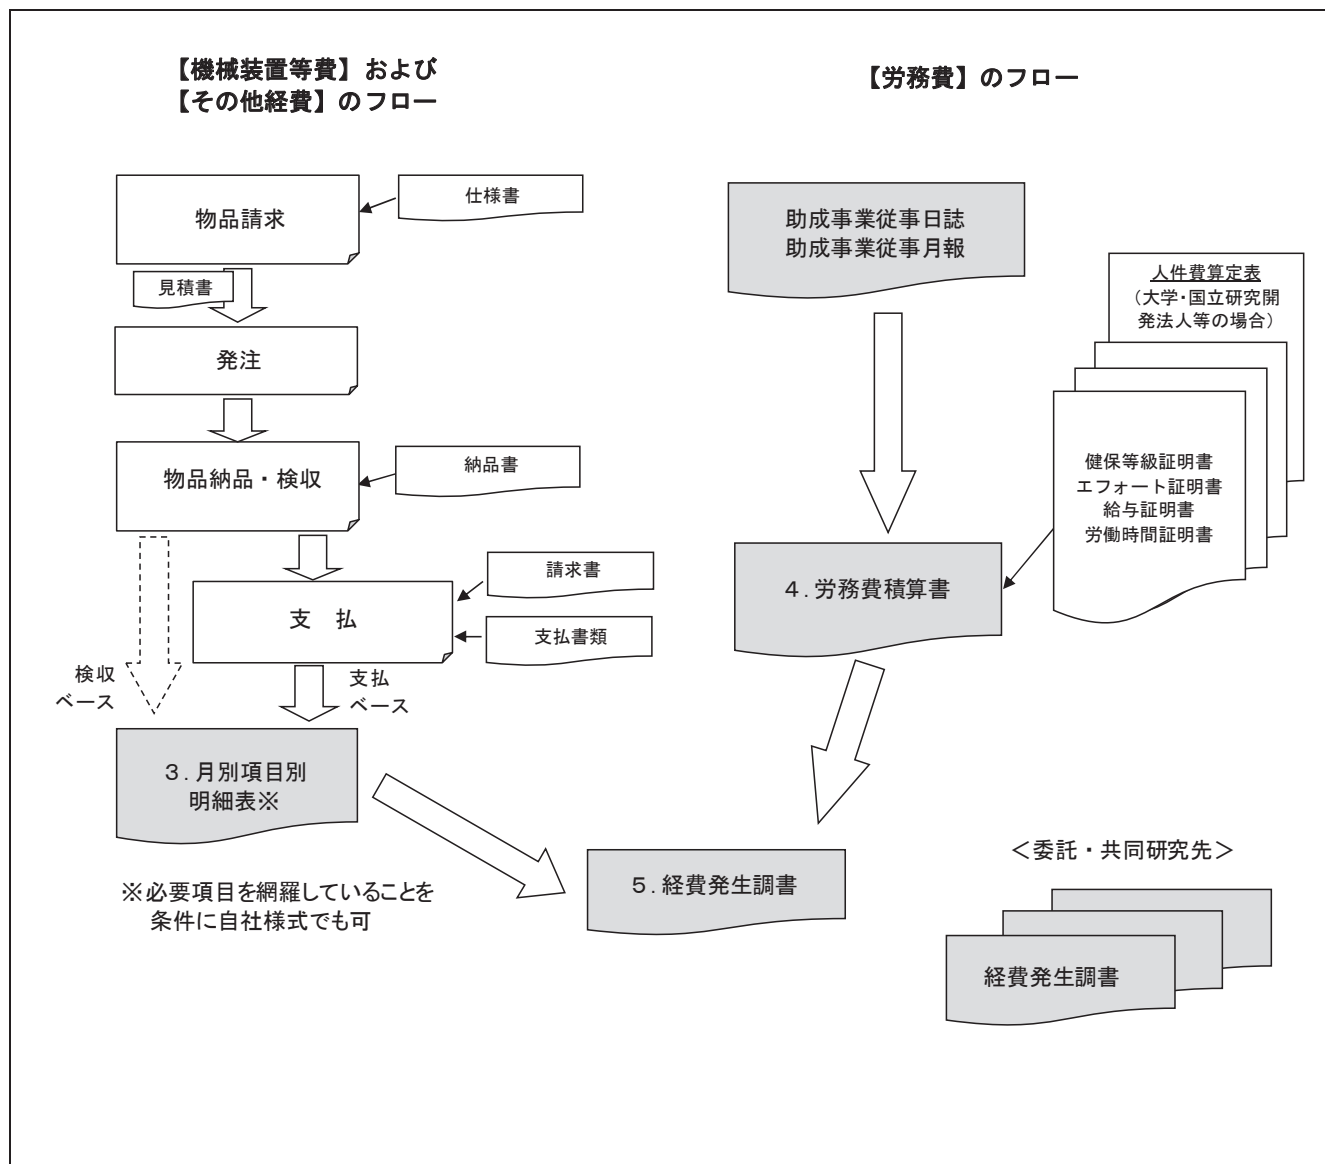 【機械装置等費】および
【その他経費】のフロー
【労務費】のフロー
物品請求
仕様書
見積書
発注
物品納品・検収
納品書
請求書
支　払
支払書類
検収
ベース
支払
ベース
３．月別項目別
明細表※
※必要項目を網羅していることを
条件に自社様式でも可
助成事業従事日誌
助成事業従事月報
人件費算定表
（大学・国立研究開
発法人等の場合）
健保等級証明書
エフォート証明書
給与証明書
労働時間証明書
４．労務費積算書
５．経費発生調書
＜委託・共同研究先＞
経費発生調書